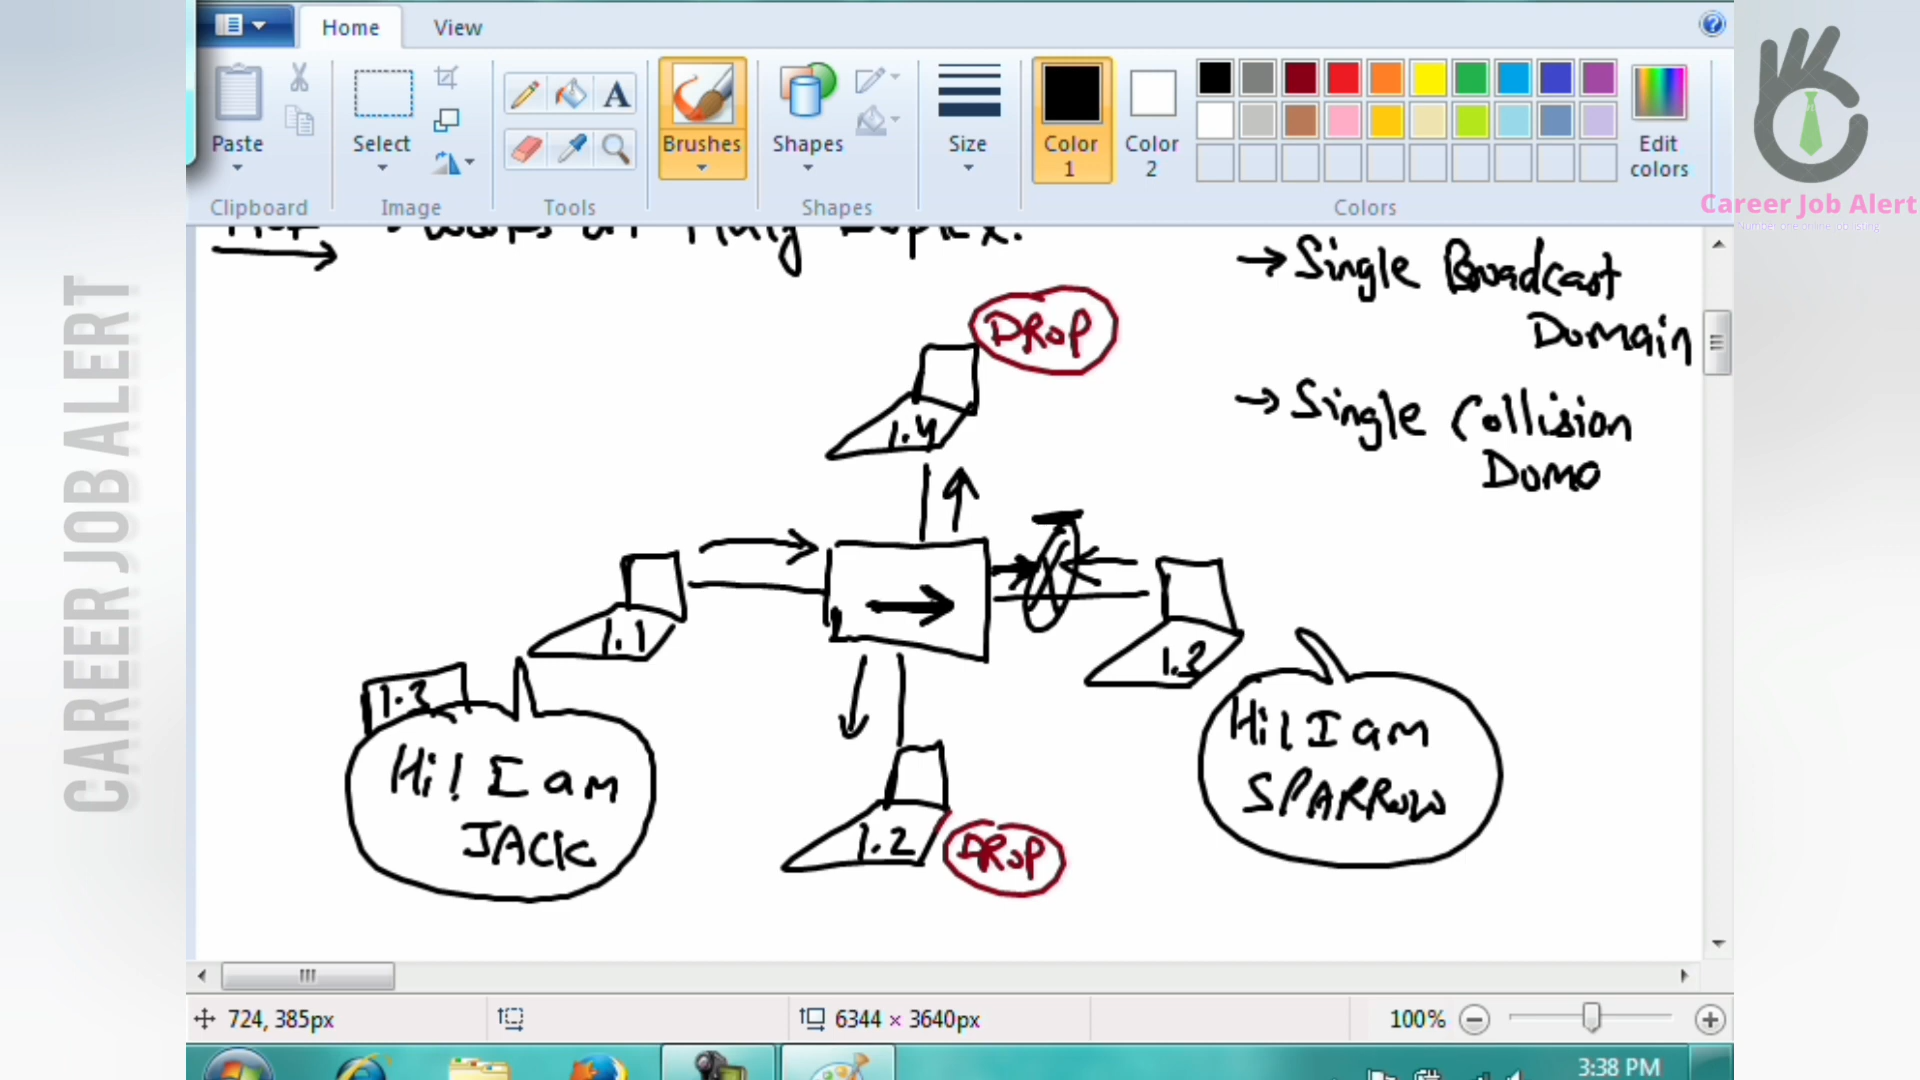 Home View
Paste Select Brushes Shapes Size Color 1 Color 2 Edit colors
Clipboard Image Tools Shapes Colors
Career Job Alert
CAREER JOB ALERT
→ Single Broadcast
Domain
→ Single Collision
Doma
DROP
1.4
1.1
1.3
1.3
Hi! I am
JACK
Hi! I am
SPARROW
1.2
DROP
724, 385px
6344 × 3640px
100%
3:38 PM